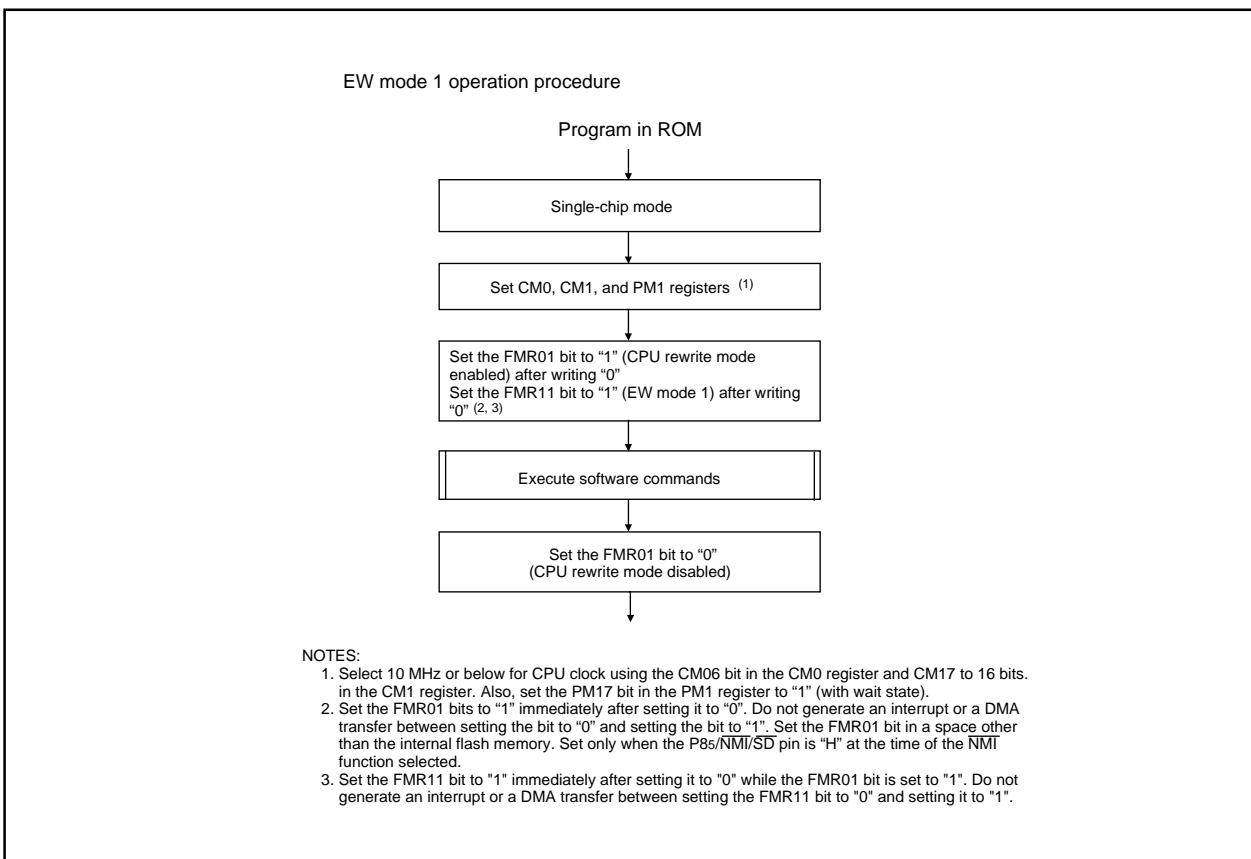 EW mode 1 operation procedure
Program in ROM
Single-chip mode
Set CM0, CM1, and PM1 registers (1)
Set the FMR01 bit to “1” (CPU rewrite mode
enabled) after writing “0”
Set the FMR11 bit to “1” (EW mode 1) after writing
“0” (2, 3)
Execute software commands
Set the FMR01 bit to “0”
(CPU rewrite mode disabled)
NOTES:
1. Select 10 MHz or below for CPU clock using the CM06 bit in the CM0 register and CM17 to 16 bits.
in the CM1 register. Also, set the PM17 bit in the PM1 register to “1” (with wait state).
2. Set the FMR01 bits to “1” immediately after setting it to “0”. Do not generate an interrupt or a DMA
transfer between setting the bit to “0” and setting the bit to “1”. Set the FMR01 bit in a space other
than the internal flash memory. Set only when the P85/NMI/SD pin is “H” at the time of the NMI
function selected.
3. Set the FMR11 bit to "1" immediately after setting it to "0" while the FMR01 bit is set to "1". Do not
generate an interrupt or a DMA transfer between setting the FMR11 bit to "0" and setting it to "1".